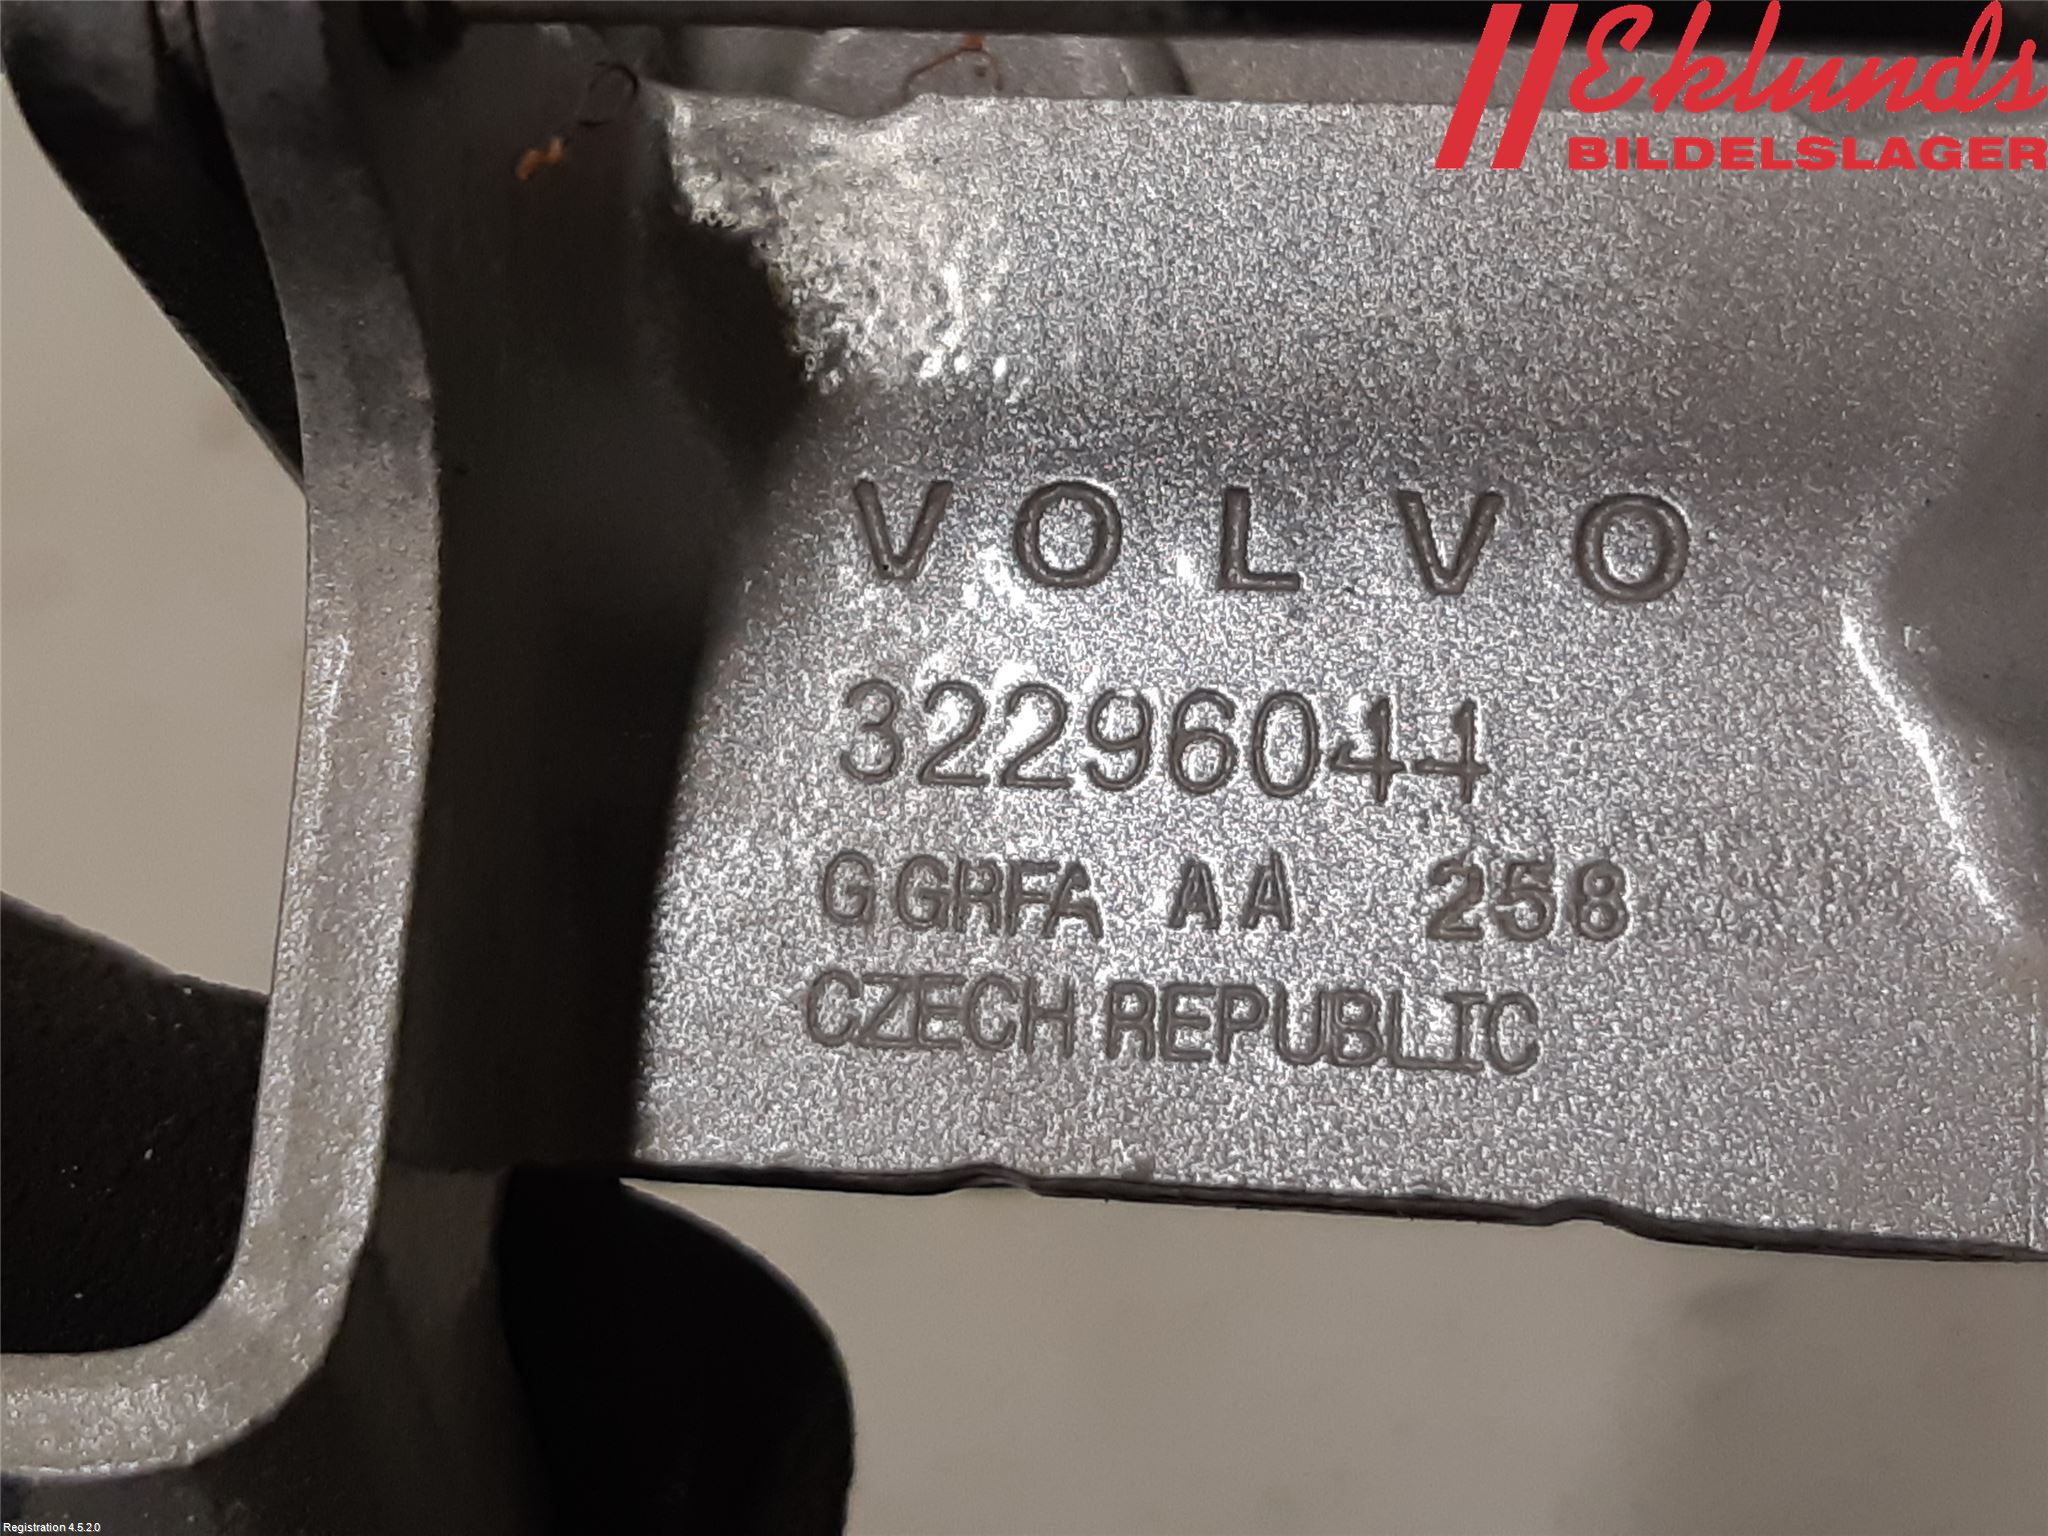 Eklunds
BILDELSLAGER
VOLVO
32296044
GGRFA AA 258
CZECH REPUBLIC
Registration 4.5.2.0